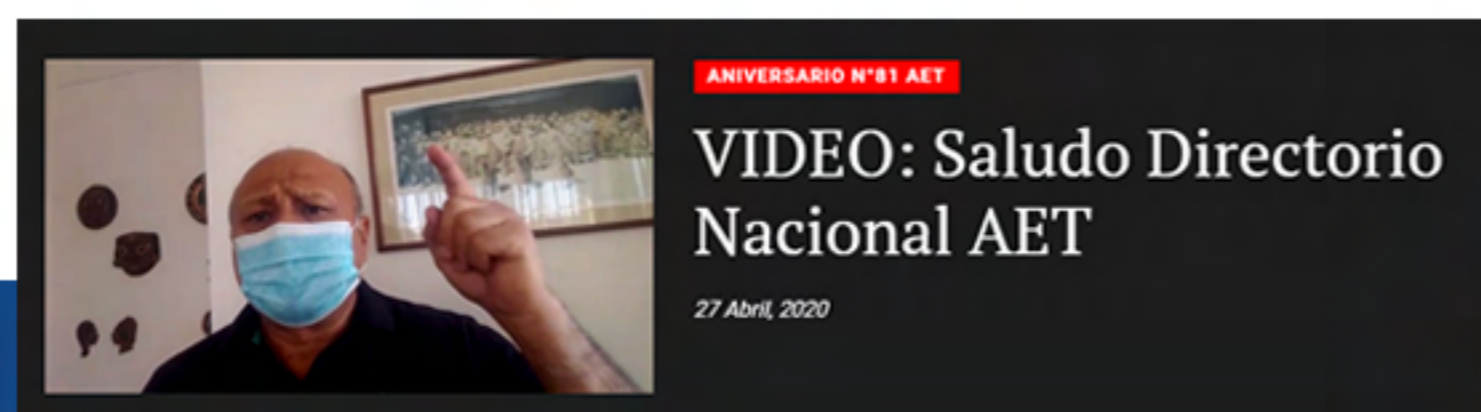 ANIVERSARIO N°81 AET
VIDEO: Saludo Directorio
Nacional AET
27 Abril, 2020